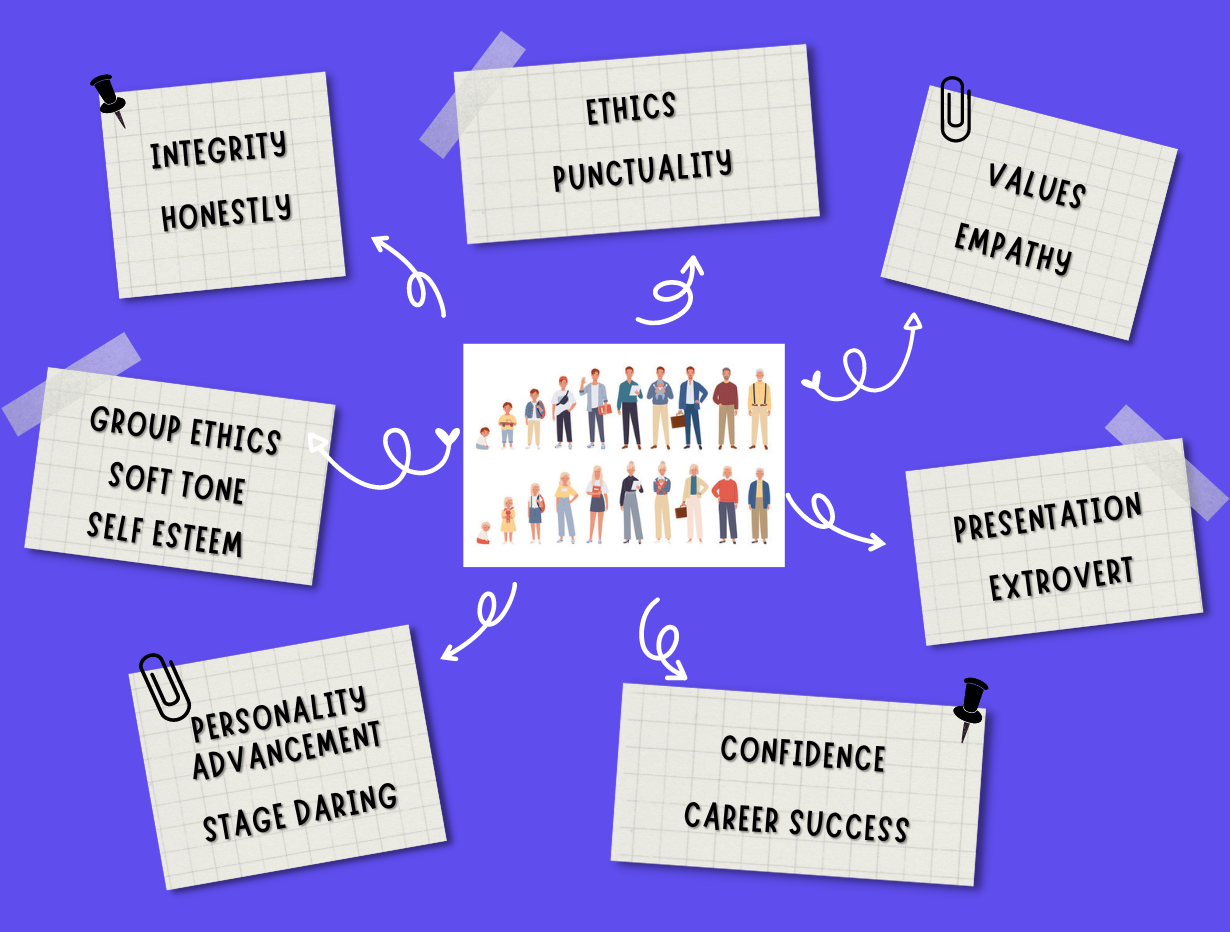 INTEGRITY
HONESTLY
ETHICS
PUNCTUALITY
VALUES
EMPATHY
GROUP ETHICS
SOFT TONE
SELF ESTEEM
PRESENTATION
EXTROVERT
PERSONALITY
ADVANCEMENT
STAGE DARING
CONFIDENCE
CAREER SUCCESS